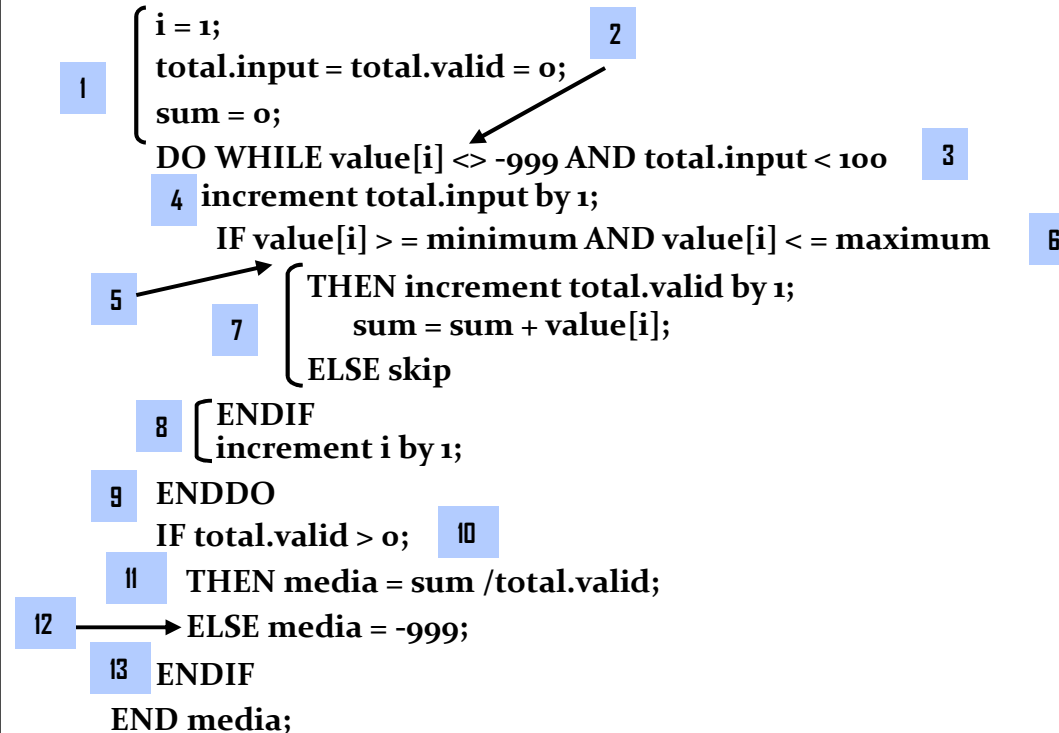 i = 1;
2
total.input = total.valid = 0;
1
sum = 0;
DO WHILE value[i] <> -999 AND total.input < 100 3
4 increment total.input by 1;
IF value[i] > = minimum AND value[i] < = maximum 6
5
THEN increment total.valid by 1;
7
sum = sum + value[i];
ELSE skip
8 ENDIF
increment i by 1;
9 ENDDO
IF total.valid > 0; 10
11 THEN media = sum /total.valid;
12 ELSE media = -999;
13 ENDIF
END media;